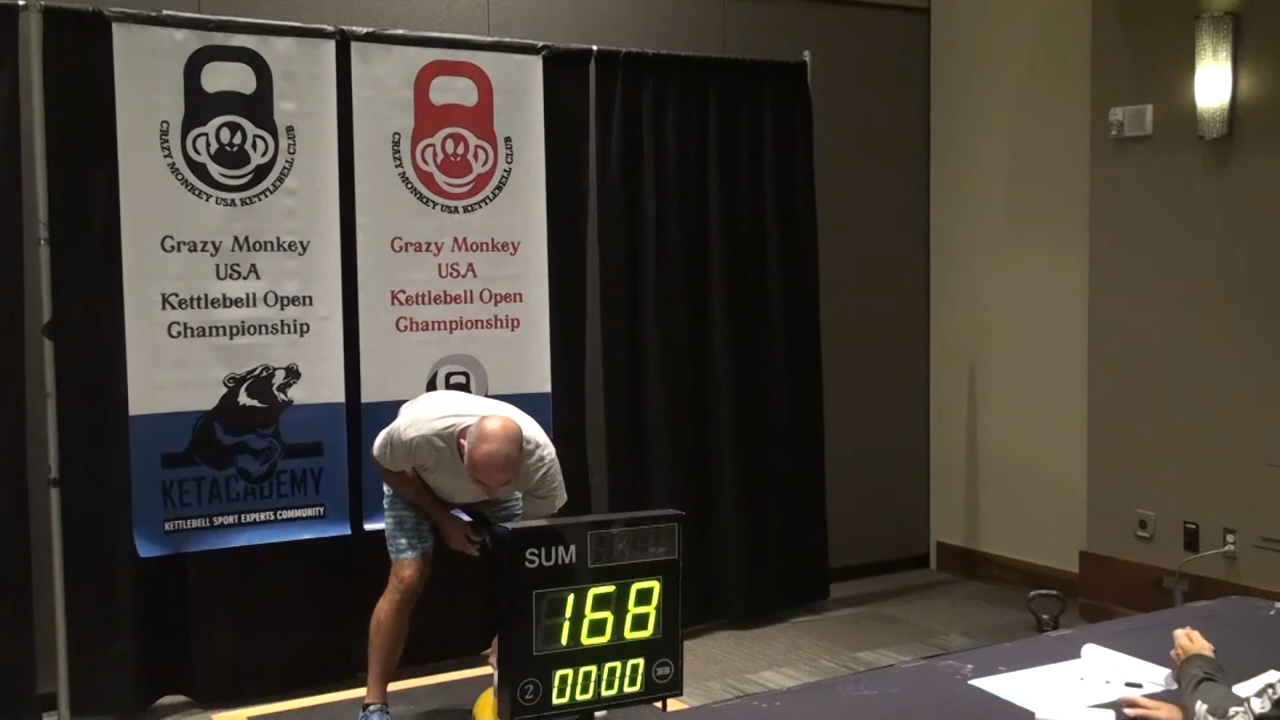 CRAZY MONKEY USA KETTLEBELL CLUB
Crazy Monkey
USA
Kettlebell Open
Championship
KETACADEMY
KETTLEBELL SPORT EXPERTS COMMUNITY
CRAZY MONKEY USA KETTLEBELL CLUB
Crazy Monkey
USA
Kettlebell Open
Championship
SUM
168
2 0000